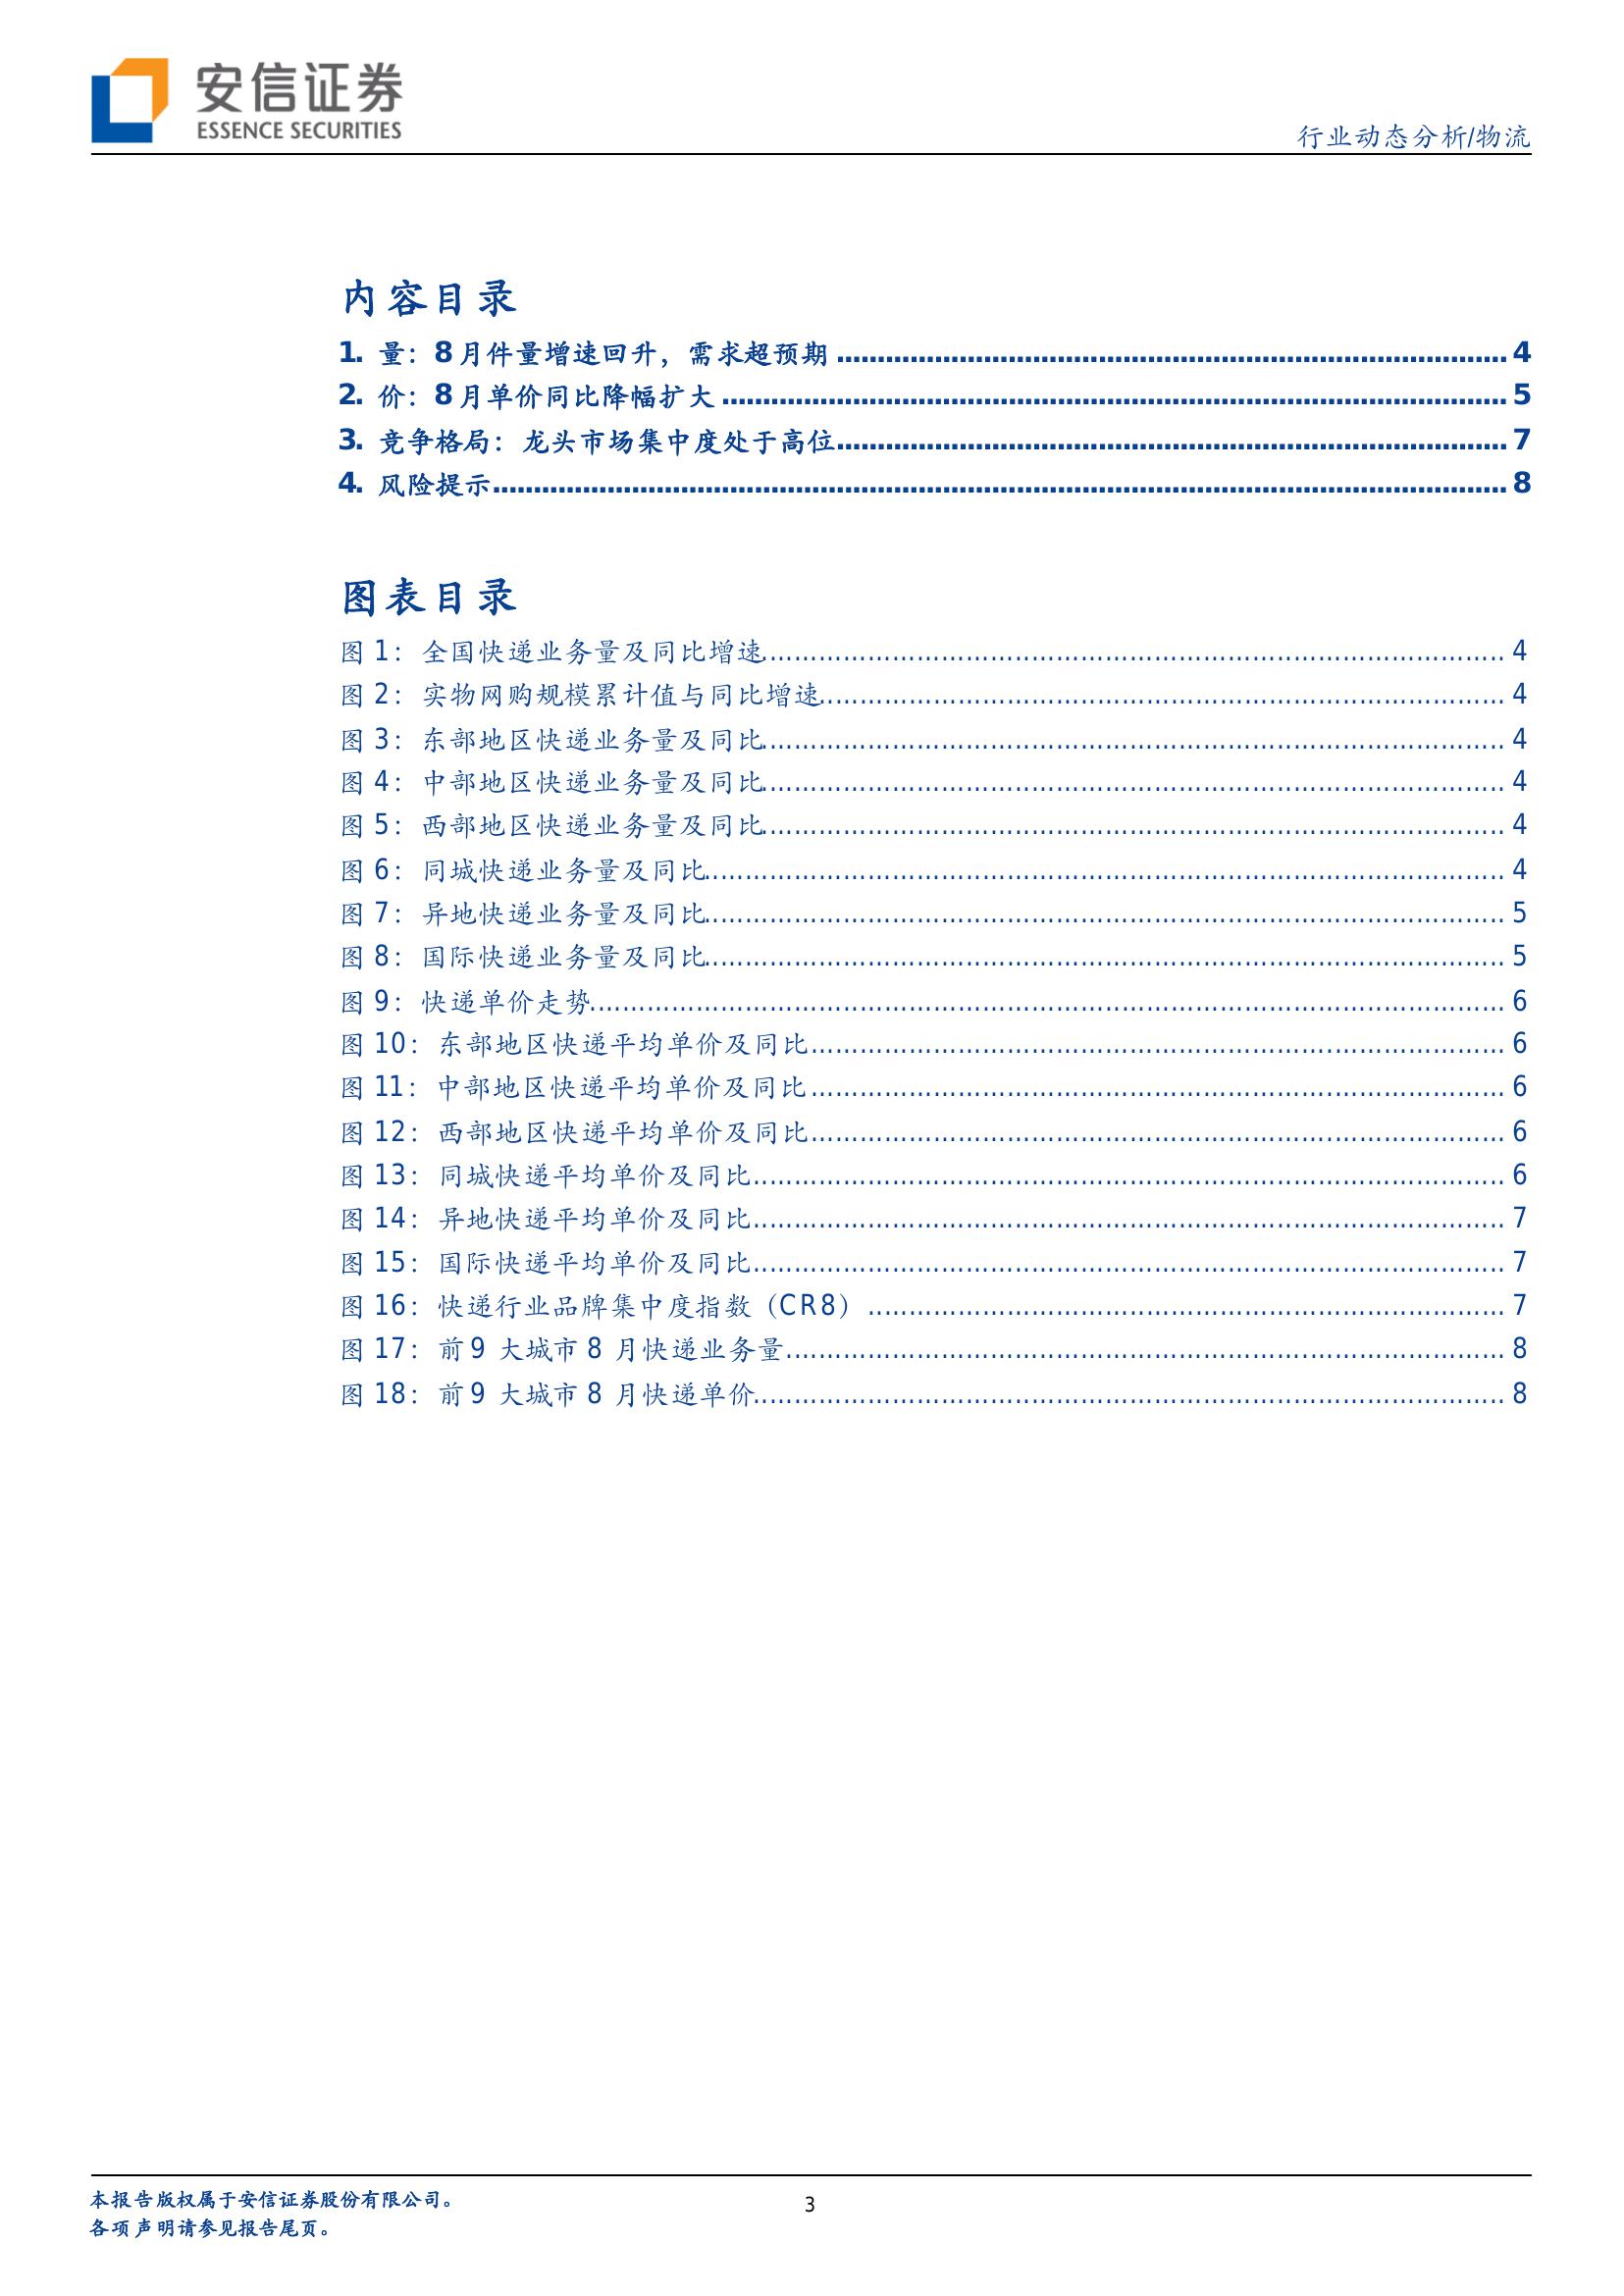 安信证券
ESSENCE SECURITIES
行业动态分析/物流
内容目录
1. 量：8 月件量增速回升，需求超预期 ........ 4
2. 价：8 月单价同比降幅扩大 ........ 5
3. 竞争格局：龙头市场集中度处于高位 ........ 7
4. 风险提示 ........ 8
图表目录
图 1：全国快递业务量及同比增速 ........ 4
图 2：实物网购规模累计值与同比增速 ........ 4
图 3：东部地区快递业务量及同比 ........ 4
图 4：中部地区快递业务量及同比 ........ 4
图 5：西部地区快递业务量及同比 ........ 4
图 6：同城快递业务量及同比 ........ 4
图 7：异地快递业务量及同比 ........ 5
图 8：国际快递业务量及同比 ........ 5
图 9：快递单价走势 ........ 6
图 10：东部地区快递平均单价及同比 ........ 6
图 11：中部地区快递平均单价及同比 ........ 6
图 12：西部地区快递平均单价及同比 ........ 6
图 13：同城快递平均单价及同比 ........ 6
图 14：异地快递平均单价及同比 ........ 7
图 15：国际快递平均单价及同比 ........ 7
图 16：快递行业品牌集中度指数（CR8） ........ 7
图 17：前 9 大城市 8 月快递业务量 ........ 8
图 18：前 9 大城市 8 月快递单价 ........ 8
本报告版权属于安信证券股份有限公司。
各项声明请参见报告尾页。
3